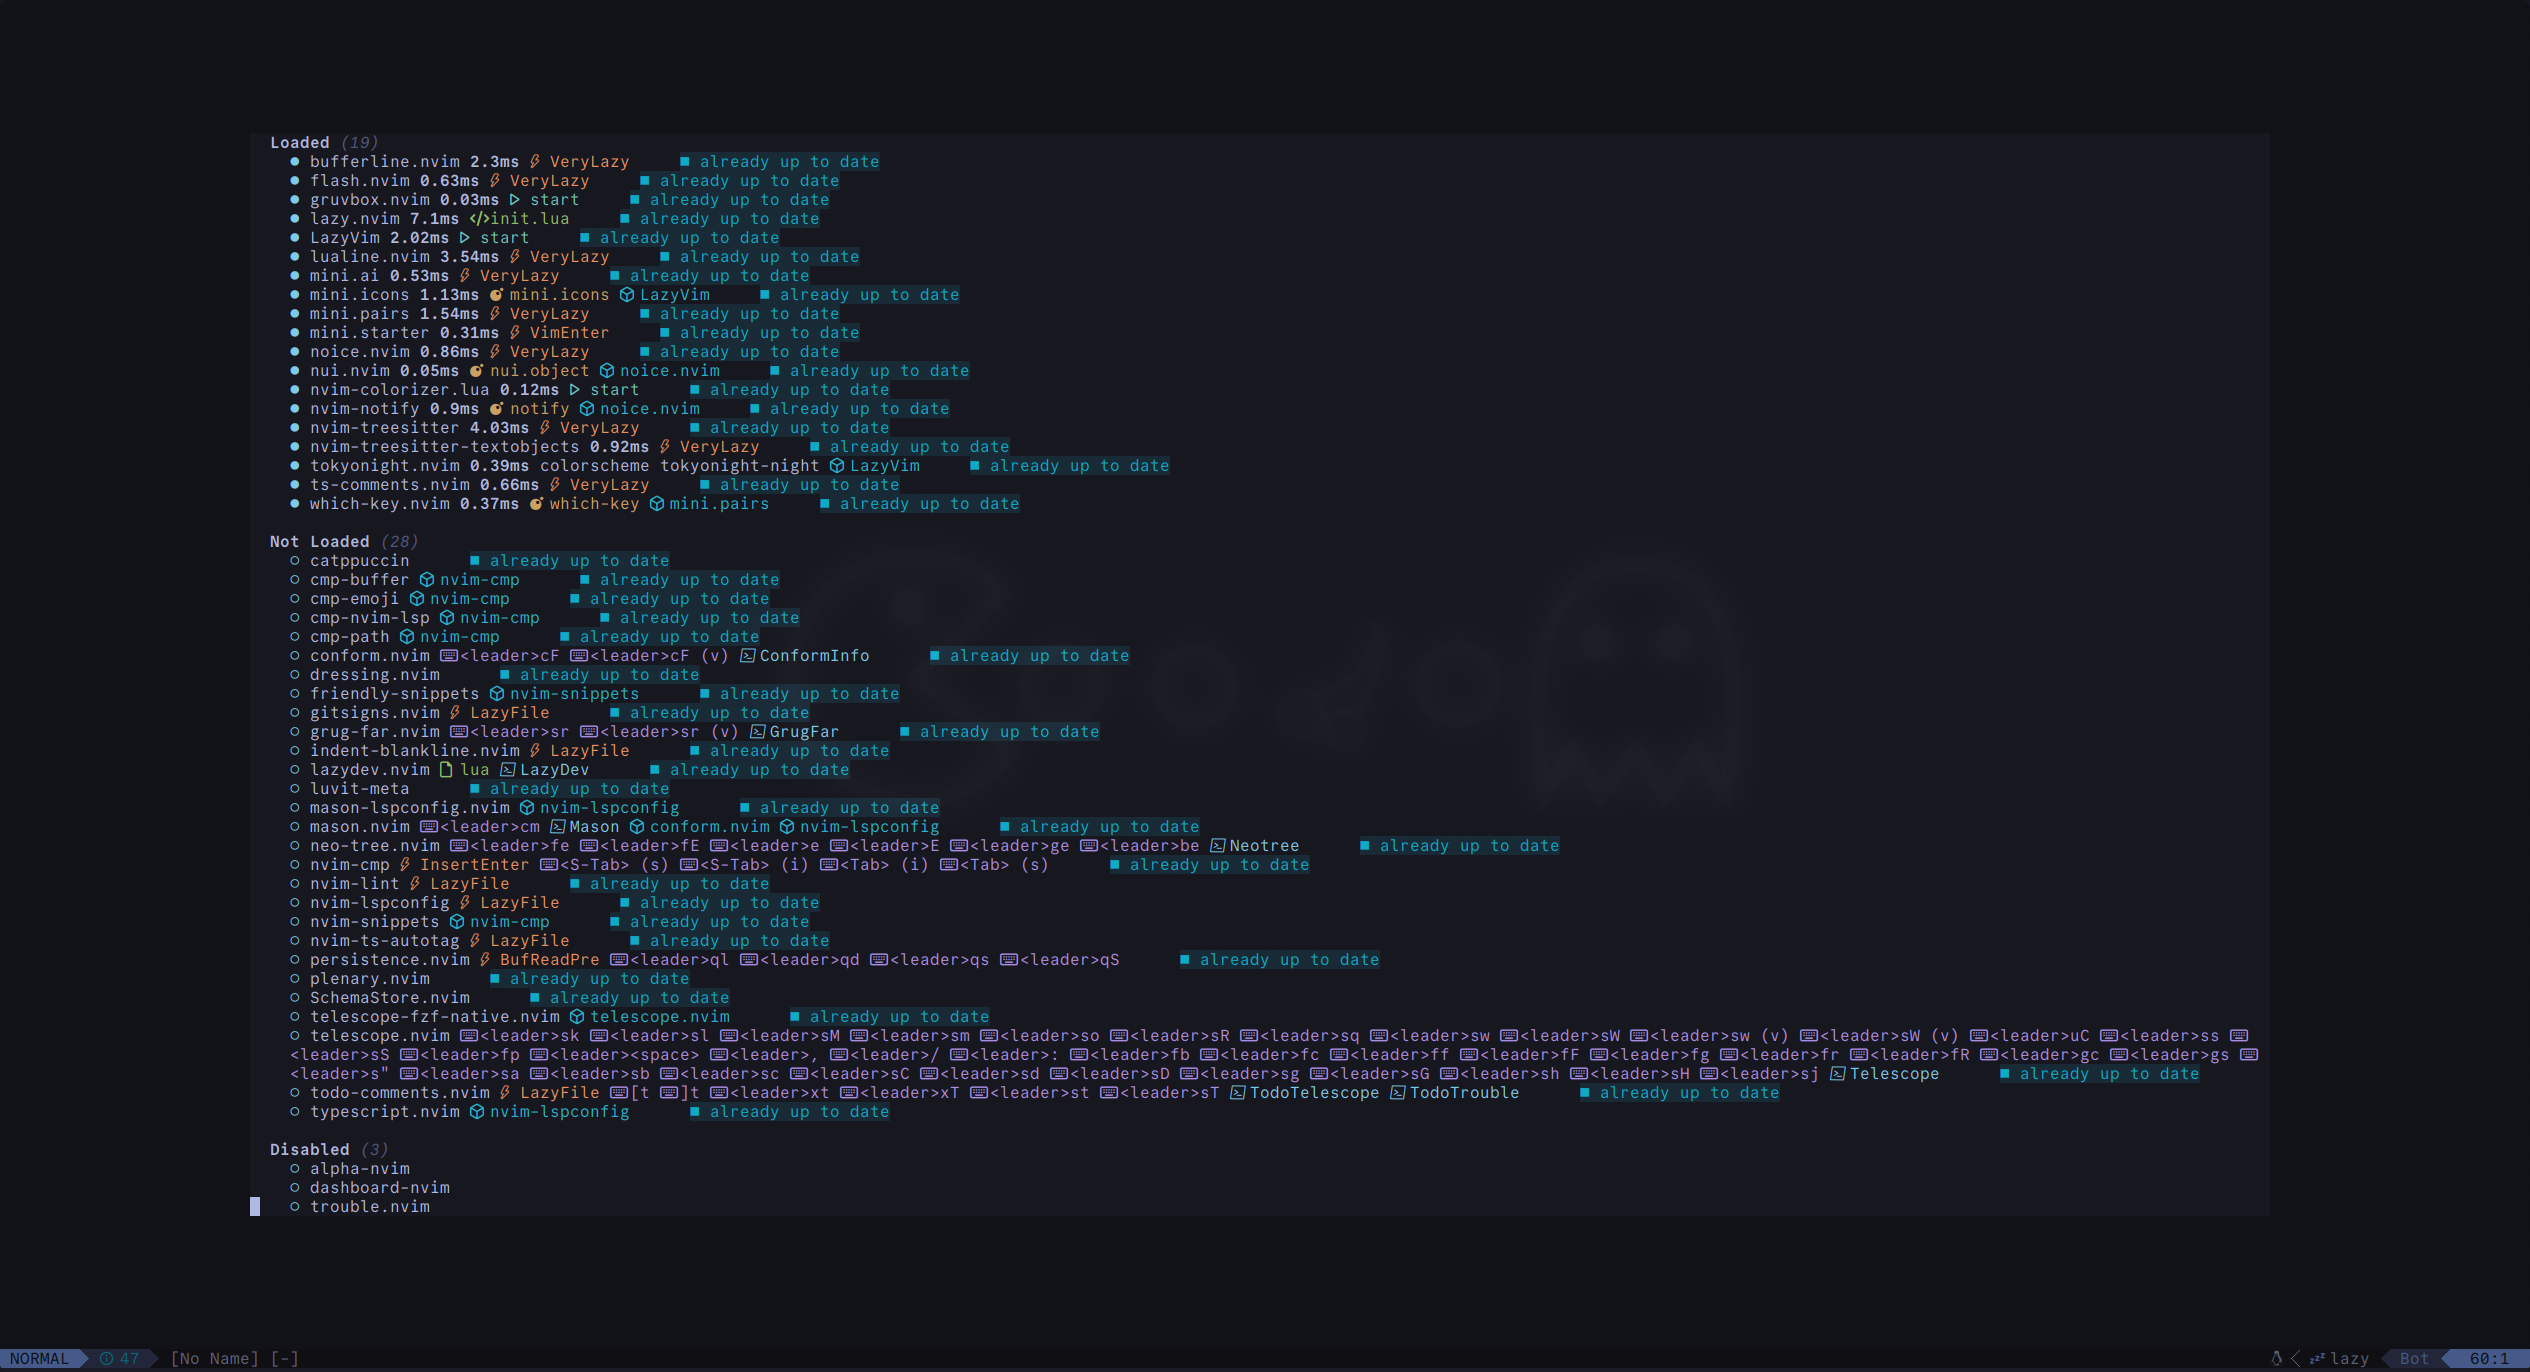 Loaded (19)
● bufferline.nvim 2.3ms VeryLazy ■ already up to date
● flash.nvim 0.63ms VeryLazy ■ already up to date
● gruvbox.nvim 0.03ms start ■ already up to date
● lazy.nvim 7.1ms </>init.lua ■ already up to date
● LazyVim 2.02ms start ■ already up to date
● lualine.nvim 3.54ms VeryLazy ■ already up to date
● mini.ai 0.53ms VeryLazy ■ already up to date
● mini.icons 1.13ms mini.icons LazyVim ■ already up to date
● mini.pairs 1.54ms VeryLazy ■ already up to date
● mini.starter 0.31ms VimEnter ■ already up to date
● noice.nvim 0.86ms VeryLazy ■ already up to date
● nui.nvim 0.05ms nui.object noice.nvim ■ already up to date
● nvim-colorizer.lua 0.12ms start ■ already up to date
● nvim-notify 0.9ms notify noice.nvim ■ already up to date
● nvim-treesitter 4.03ms VeryLazy ■ already up to date
● nvim-treesitter-textobjects 0.92ms VeryLazy ■ already up to date
● tokyonight.nvim 0.39ms colorscheme tokyonight-night LazyVim ■ already up to date
● ts-comments.nvim 0.66ms VeryLazy ■ already up to date
● which-key.nvim 0.37ms which-key mini.pairs ■ already up to date
Not Loaded (28)
○ catppuccin ■ already up to date
○ cmp-buffer nvim-cmp ■ already up to date
○ cmp-emoji nvim-cmp ■ already up to date
○ cmp-nvim-lsp nvim-cmp ■ already up to date
○ cmp-path nvim-cmp ■ already up to date
○ conform.nvim <leader>cF <leader>cF (v) ConformInfo ■ already up to date
○ dressing.nvim ■ already up to date
○ friendly-snippets nvim-snippets ■ already up to date
○ gitsigns.nvim LazyFile ■ already up to date
○ grug-far.nvim <leader>sr <leader>sr (v) GrugFar ■ already up to date
○ indent-blankline.nvim LazyFile ■ already up to date
○ lazydev.nvim lua LazyDev ■ already up to date
○ luvit-meta ■ already up to date
○ mason-lspconfig.nvim nvim-lspconfig ■ already up to date
○ mason.nvim <leader>cm Mason conform.nvim nvim-lspconfig ■ already up to date
○ neo-tree.nvim <leader>fe <leader>fE <leader>e <leader>E <leader>ge <leader>be Neotree ■ already up to date
○ nvim-cmp InsertEnter <S-Tab> (s) <S-Tab> (i) <Tab> (i) <Tab> (s) ■ already up to date
○ nvim-lint LazyFile ■ already up to date
○ nvim-lspconfig LazyFile ■ already up to date
○ nvim-snippets nvim-cmp ■ already up to date
○ nvim-ts-autotag LazyFile ■ already up to date
○ persistence.nvim BufReadPre <leader>ql <leader>qd <leader>qs <leader>qS ■ already up to date
○ plenary.nvim ■ already up to date
○ SchemaStore.nvim ■ already up to date
○ telescope-fzf-native.nvim telescope.nvim ■ already up to date
○ telescope.nvim <leader>sk <leader>sl <leader>sM <leader>sm <leader>so <leader>sR <leader>sq <leader>sw <leader>sW <leader>sw (v) <leader>sW (v) <leader>uC <leader>ss
<leader>sS <leader>fp <leader><space> <leader>, <leader>/ <leader>: <leader>fb <leader>fc <leader>ff <leader>fF <leader>fg <leader>fr <leader>fR <leader>gc <leader>gs
<leader>s" <leader>sa <leader>sb <leader>sc <leader>sC <leader>sd <leader>sD <leader>sg <leader>sG <leader>sh <leader>sH <leader>sj Telescope ■ already up to date
○ todo-comments.nvim LazyFile [t ]t <leader>xt <leader>xT <leader>st <leader>sT TodoTelescope TodoTrouble ■ already up to date
○ typescript.nvim nvim-lspconfig ■ already up to date
Disabled (3)
○ alpha-nvim
○ dashboard-nvim
○ trouble.nvim
NORMAL 47 [No Name] [-] zzz lazy Bot 60:1